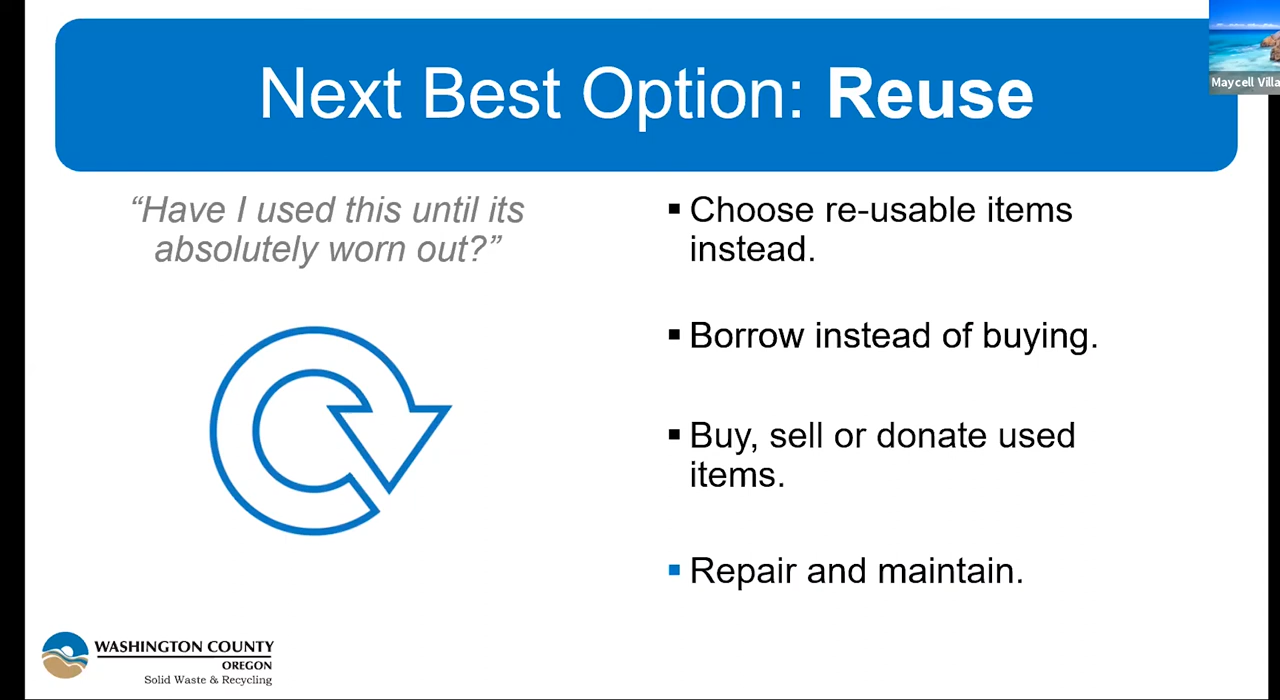 Next Best Option: Reuse
Maycell Villa
“Have I used this until its
absolutely worn out?”
▪ Choose re-usable items
instead.
▪ Borrow instead of buying.
▪ Buy, sell or donate used
items.
▪ Repair and maintain.
WASHINGTON COUNTY
OREGON
Solid Waste & Recycling